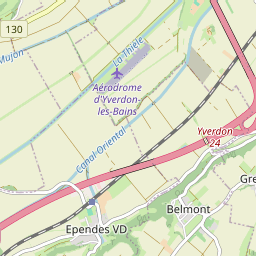 130
Mujon
La Thièle
Aérodrome
d'Yverdon-
les-Bains
Canal Oriental
Yverdon
24
Gre
Belmont
Ependes VD